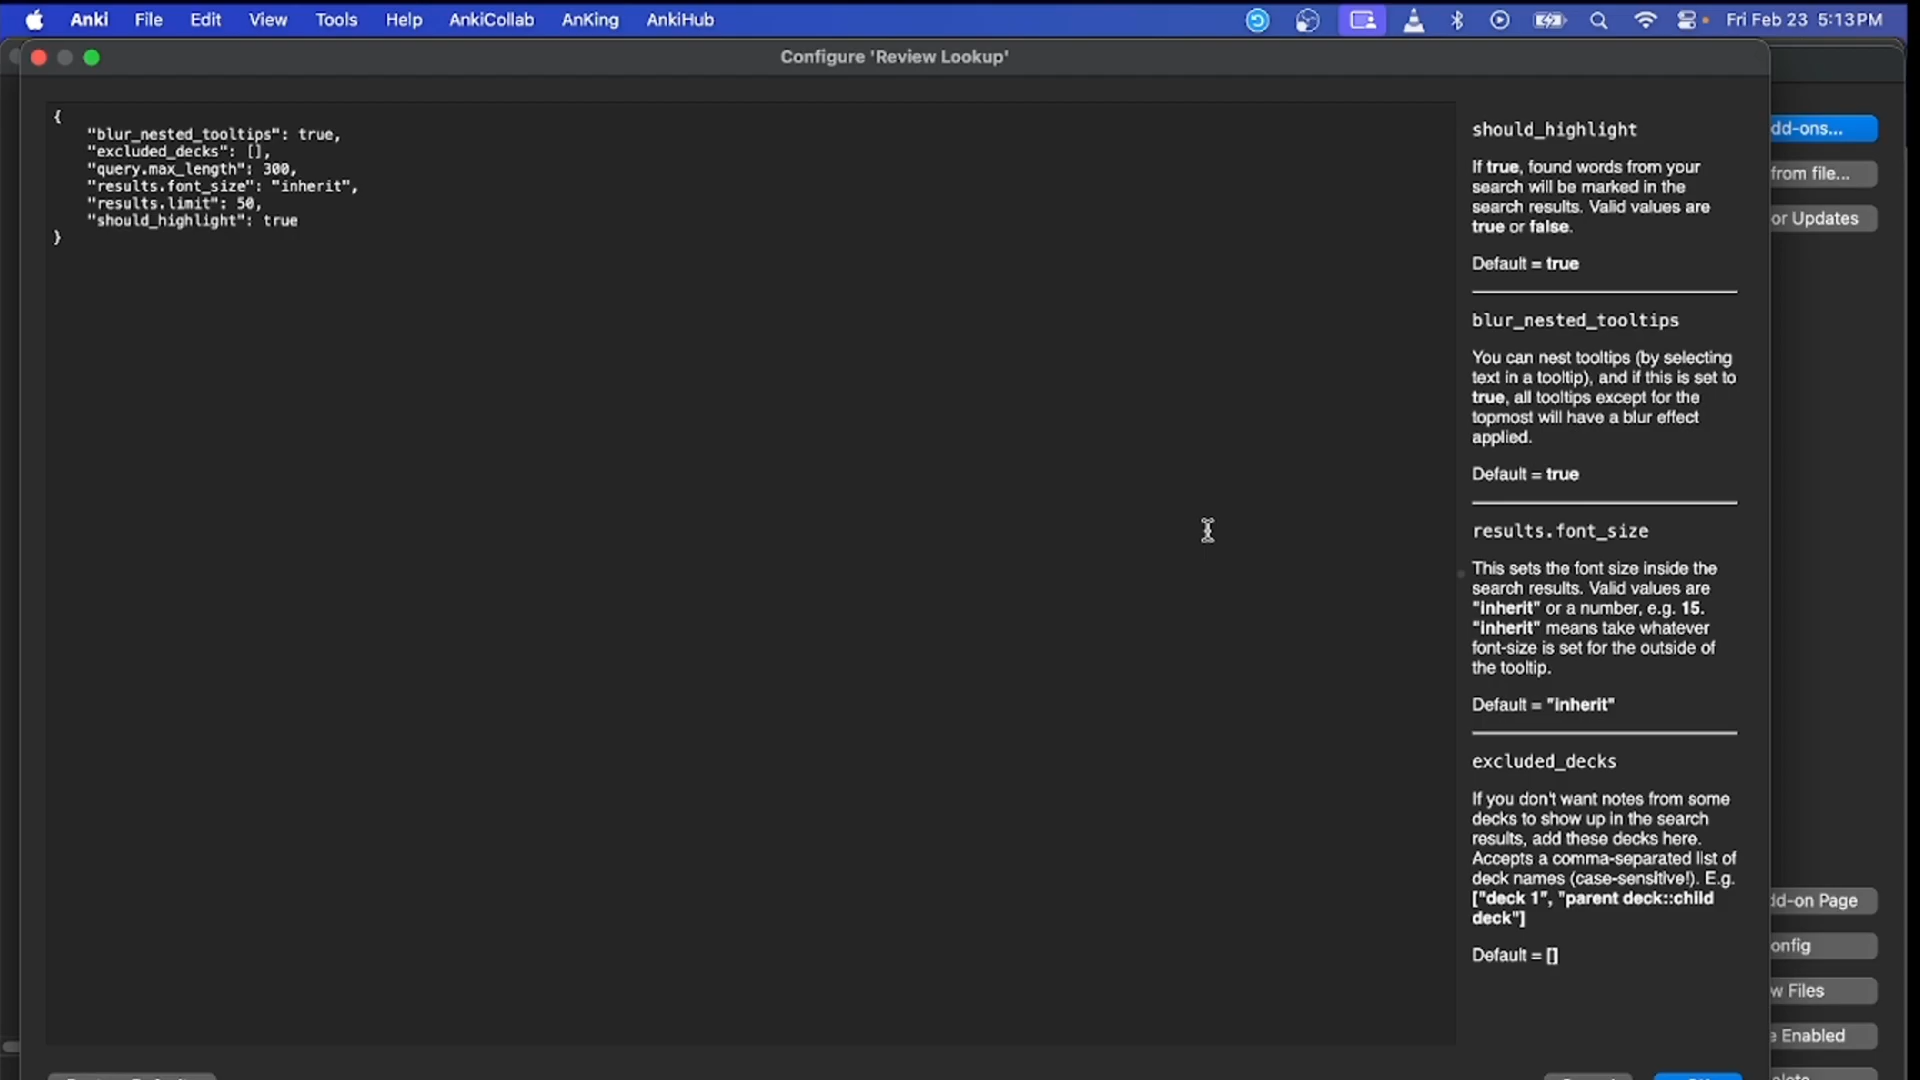 Anki File Edit View Tools Help AnkiCollab AnKing AnkiHub Fri Feb 23 5:13 PM
Configure 'Review Lookup'
{
"blur_nested_tooltips": true,
"excluded_decks": [],
"query.max_length": 300,
"results.font_size": "inherit",
"results.limit": 50,
"should_highlight": true
}
should_highlight
If true, found words from your
search will be marked in the
search results. Valid values are
true or false.
Default = true
blur_nested_tooltips
You can nest tooltips (by selecting
text in a tooltip), and if this is set to
true, all tooltips except for the
topmost will have a blur effect
applied.
Default = true
results.font_size
This sets the font size inside the
search results. Valid values are
"inherit" or a number, e.g. 15.
"inherit" means take whatever
font-size is set for the outside of
the tooltip.
Default = "inherit"
excluded_decks
If you don't want notes from some
decks to show up in the search
results, add these decks here.
Accepts a comma-separated list of
deck names (case-sensitive!). E.g.
["deck 1", "parent deck::child
deck"]
Default = []
dd-ons...
from file...
or Updates
dd-on Page
onfig
w Files
e Enabled